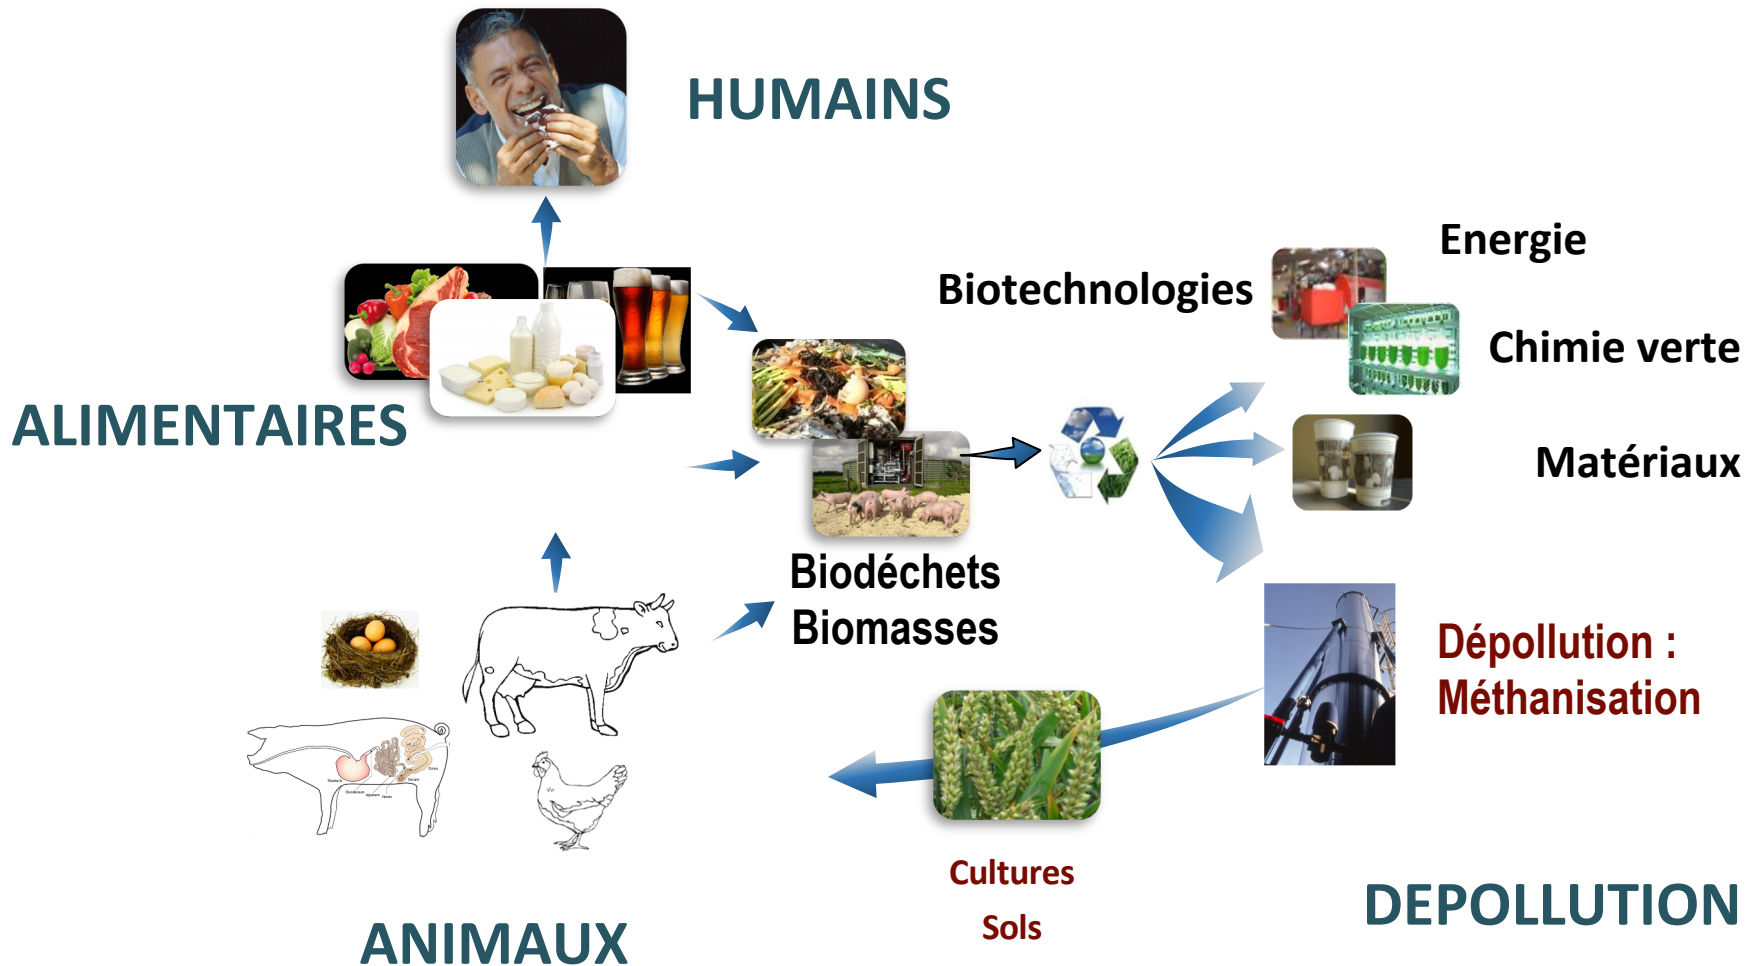 HUMAINS
Energie
Biotechnologies
Chimie verte
ALIMENTAIRES
Matériaux
Biodéchets
Biomasses
Dépollution :
Méthanisation
Cultures
Sols
DEPOLLUTION
ANIMAUX